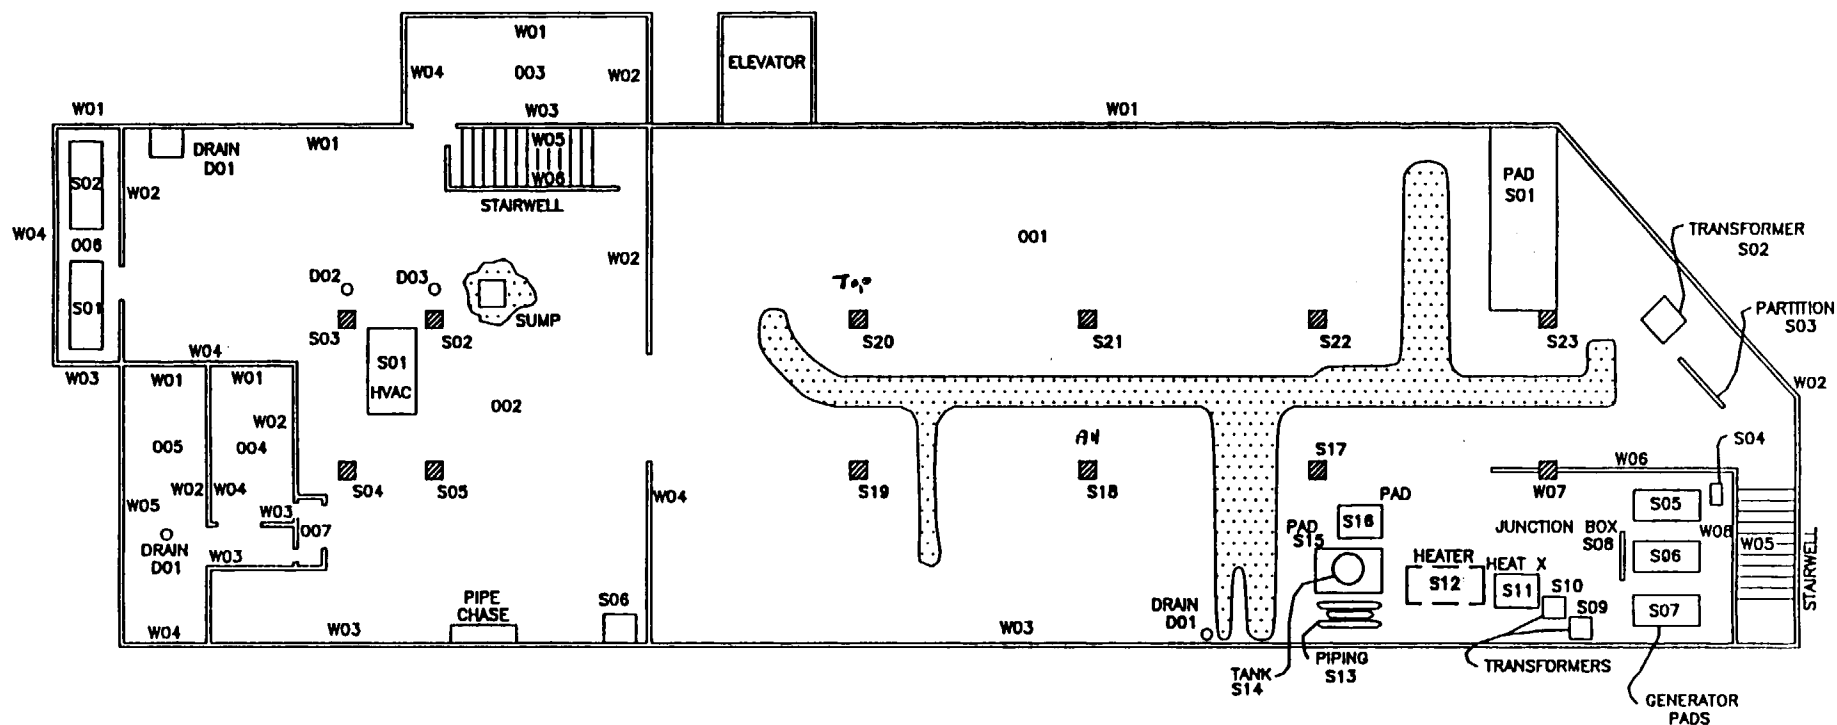 W01
W04
003
W02
W03
ELEVATOR
W01
W01
W01
DRAIN
D01
W05
W06
STAIRWELL
S02
W02
W04
006
S01
D02
D03
SUMP
W02
001
PAD
S01
TRANSFORMER
S02
PARTITION
S03
Top
S03
S02
S20
S21
S22
S23
W04
W03
W01
W01
S01
HVAC
002
W02
W02
005
004
AN
S17
S04
W06
W02
W04
S04
S05
W04
S19
S18
W07
W05
W03
007
DRAIN
D01
W03
PAD
S16
PAD
S15
JUNCTION BOX
S08
S05
W08
W05
STAIRWELL
HEATER
S12
HEAT X
S11
S10
S09
S06
S07
PIPE
CHASE
S06
DRAIN
D01
W04
W03
W03
TANK
S14
PIPING
S13
TRANSFORMERS
GENERATOR
PADS